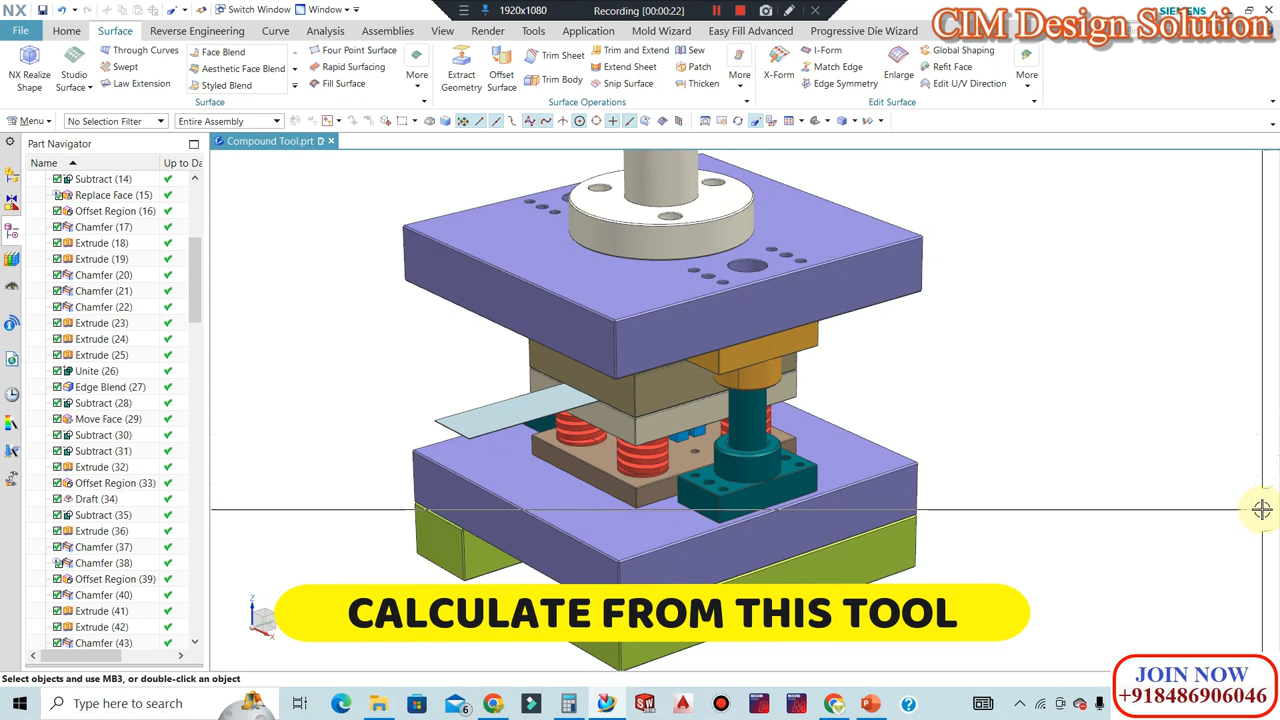 NX
Switch Window
Window
1920x1080
Recording [00:00:22]
SIEMENS
CIM Design Solution
File
Home
Surface
Reverse Engineering
Curve
Analysis
Assemblies
View
Render
Tools
Application
Mold Wizard
Easy Fill Advanced
Progressive Die Wizard
NX Realize
Shape
Studio
Surface
Through Curves
Swept
Law Extension
Face Blend
Aesthetic Face Blend
Styled Blend
Four Point Surface
Rapid Surfacing
Fill Surface
More
Surface
Extract
Geometry
Offset
Surface
Trim Sheet
Trim Body
Trim and Extend
Extend Sheet
Snip Surface
Sew
Patch
Thicken
More
Surface Operations
X-Form
I-Form
Match Edge
Edge Symmetry
Enlarge
Global Shaping
Refit Face
Edit U/V Direction
More
Edit Surface
Menu
No Selection Filter
Entire Assembly
Part Navigator
Compound Tool.prt
Name
Up to Da
Subtract (14)
Replace Face (15)
Offset Region (16)
Chamfer (17)
Extrude (18)
Extrude (19)
Chamfer (20)
Chamfer (21)
Chamfer (22)
Extrude (23)
Extrude (24)
Extrude (25)
Unite (26)
Edge Blend (27)
Subtract (28)
Move Face (29)
Subtract (30)
Subtract (31)
Extrude (32)
Offset Region (33)
Draft (34)
Subtract (35)
Extrude (36)
Chamfer (37)
Chamfer (38)
Offset Region (39)
Chamfer (40)
Extrude (41)
Extrude (42)
Chamfer (43)
Z
X
CALCULATE FROM THIS TOOL
Select objects and use MB3, or double-click an object
JOIN NOW
+918486906046
Type here to search
6